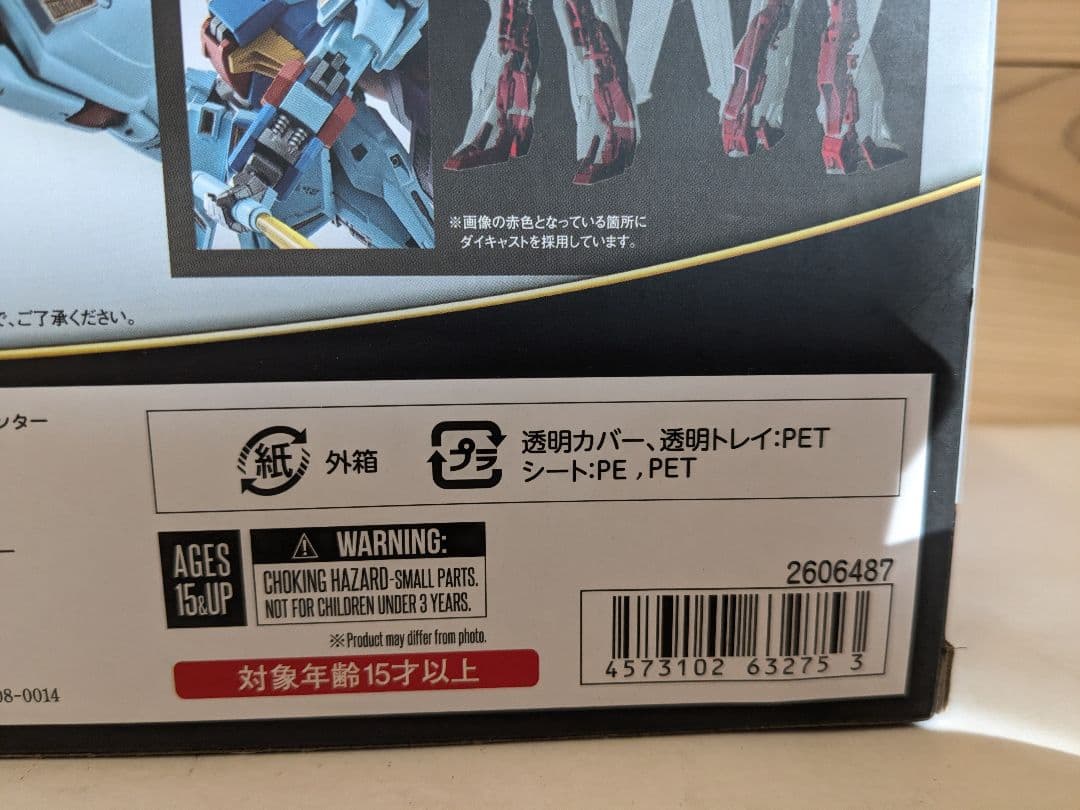 ※画像の赤色となっている箇所に
ダイキャストを採用しています。
で、ご了承ください。
ンター
紙 外箱
プラ 透明カバー、透明トレイ:PET
シート:PE , PET
AGES
15&UP
WARNING:
CHOKING HAZARD-SMALL PARTS.
NOT FOR CHILDREN UNDER 3 YEARS.
※Product may differ from photo.
対象年齢15才以上
08-0014
2606487
4573102 63275 3